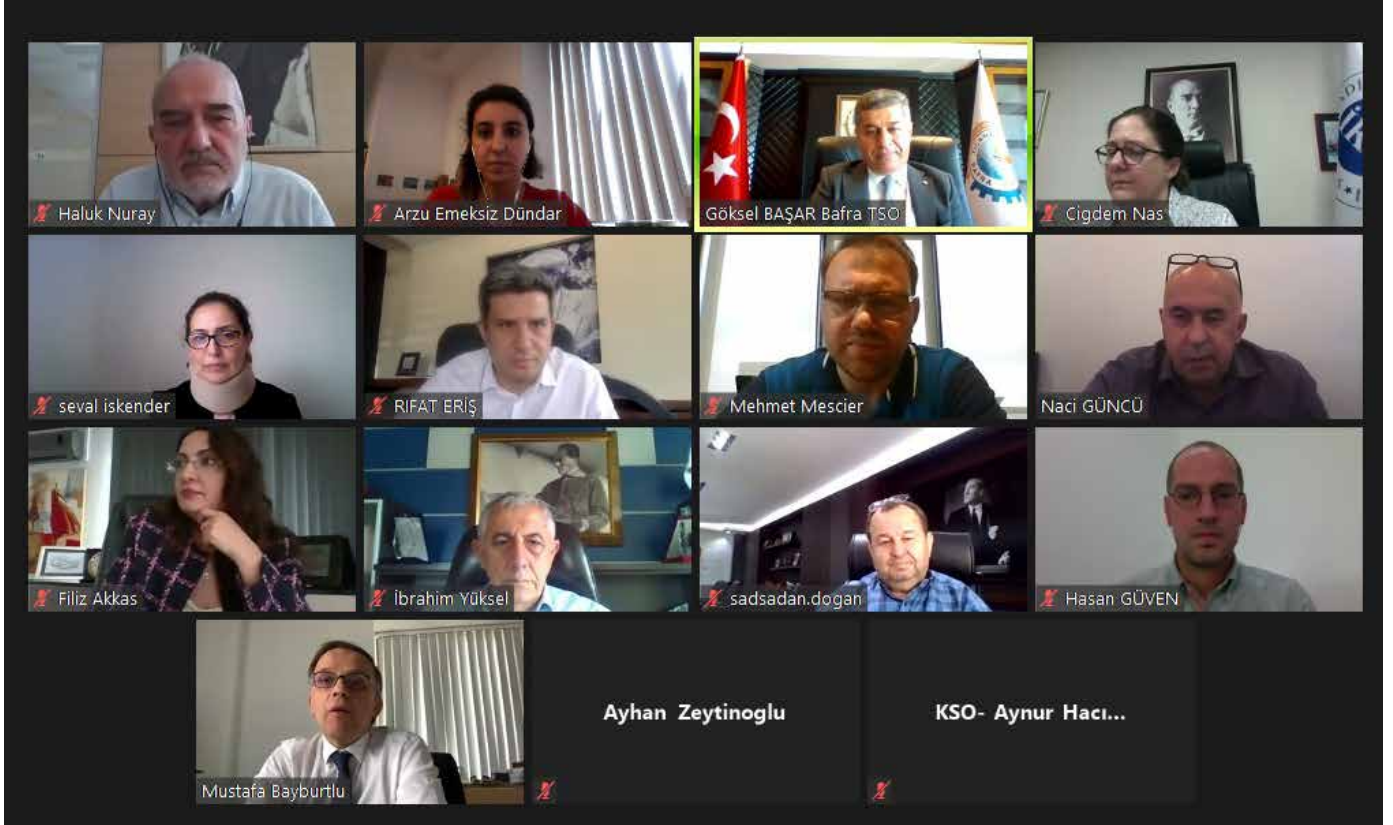 Haluk Nuray
Arzu Emeksiz Dündar
Göksel BAŞAR Bafra TSO
Cigdem Nas
seval iskender
RIFAT ERİŞ
Mehmet Mescier
Naci GÜNCÜ
Filiz Akkas
İbrahim Yüksel
sadsadan.dogan
Hasan GÜVEN
Mustafa Bayburtlu
Ayhan Zeytinoglu
KSO- Aynur Hacı...